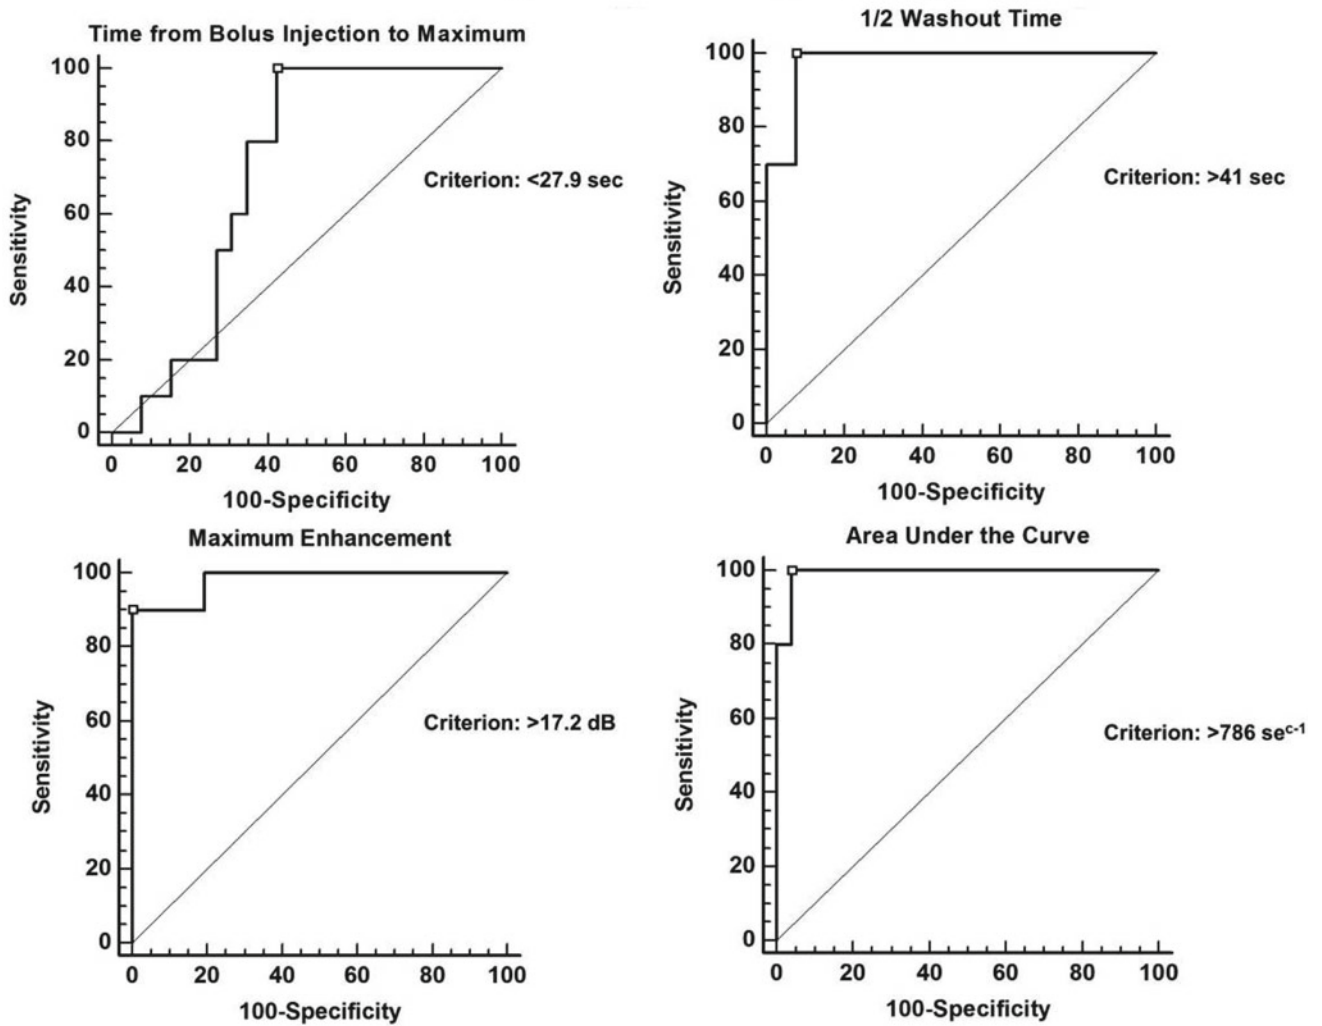 Time from Bolus Injection to Maximum
100
80
60
40
20
0
Sensitivity
Criterion: <27.9 sec
0 20 40 60 80 100
100-Specificity
1/2 Washout Time
100
80
60
40
20
0
Sensitivity
Criterion: >41 sec
0 20 40 60 80 100
100-Specificity
Maximum Enhancement
100
80
60
40
20
0
Sensitivity
Criterion: >17.2 dB
0 20 40 60 80 100
100-Specificity
Area Under the Curve
100
80
60
40
20
0
Sensitivity
Criterion: >786 seᶜ⁻¹
0 20 40 60 80 100
100-Specificity